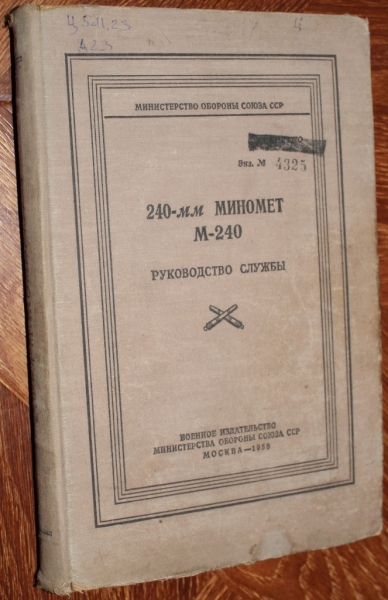 МИНИСТЕРСТВО ОБОРОНЫ СОЮЗА ССР
Экз. № 4325
240-мм МИНОМЕТ
М-240
РУКОВОДСТВО СЛУЖБЫ
ВОЕННОЕ ИЗДАТЕЛЬСТВО
МИНИСТЕРСТВА ОБОРОНЫ СОЮЗА ССР
МОСКВА—1958